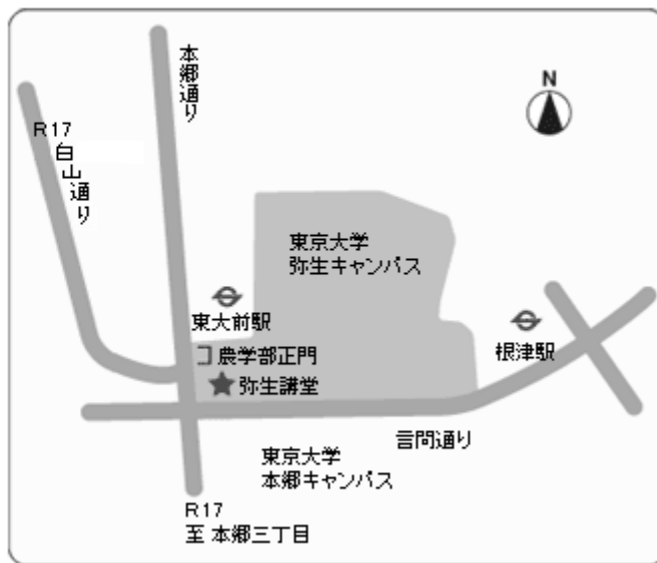 本郷通り
N
R17
白山通り
東京大学
弥生キャンパス
東大前駅
根津駅
農学部正門
弥生講堂
言問通り
東京大学
本郷キャンパス
R17
至 本郷三丁目